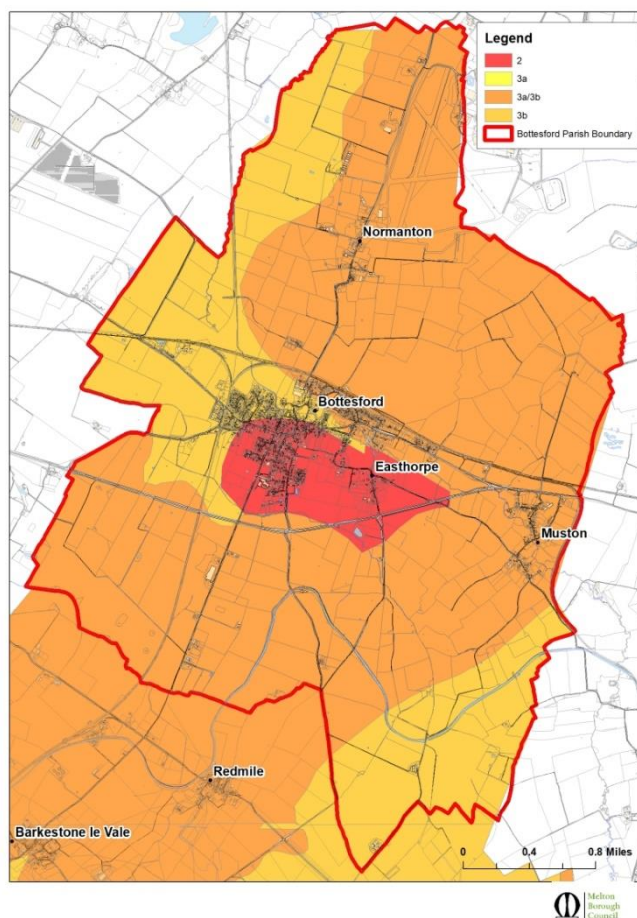 Legend
2
3a
3a/3b
3b
Bottesford Parish Boundary
Normanton
Bottesford
Easthorpe
Muston
Redmile
Barkestone le Vale
0 0.4 0.8 Miles
Melton
Borough
Council